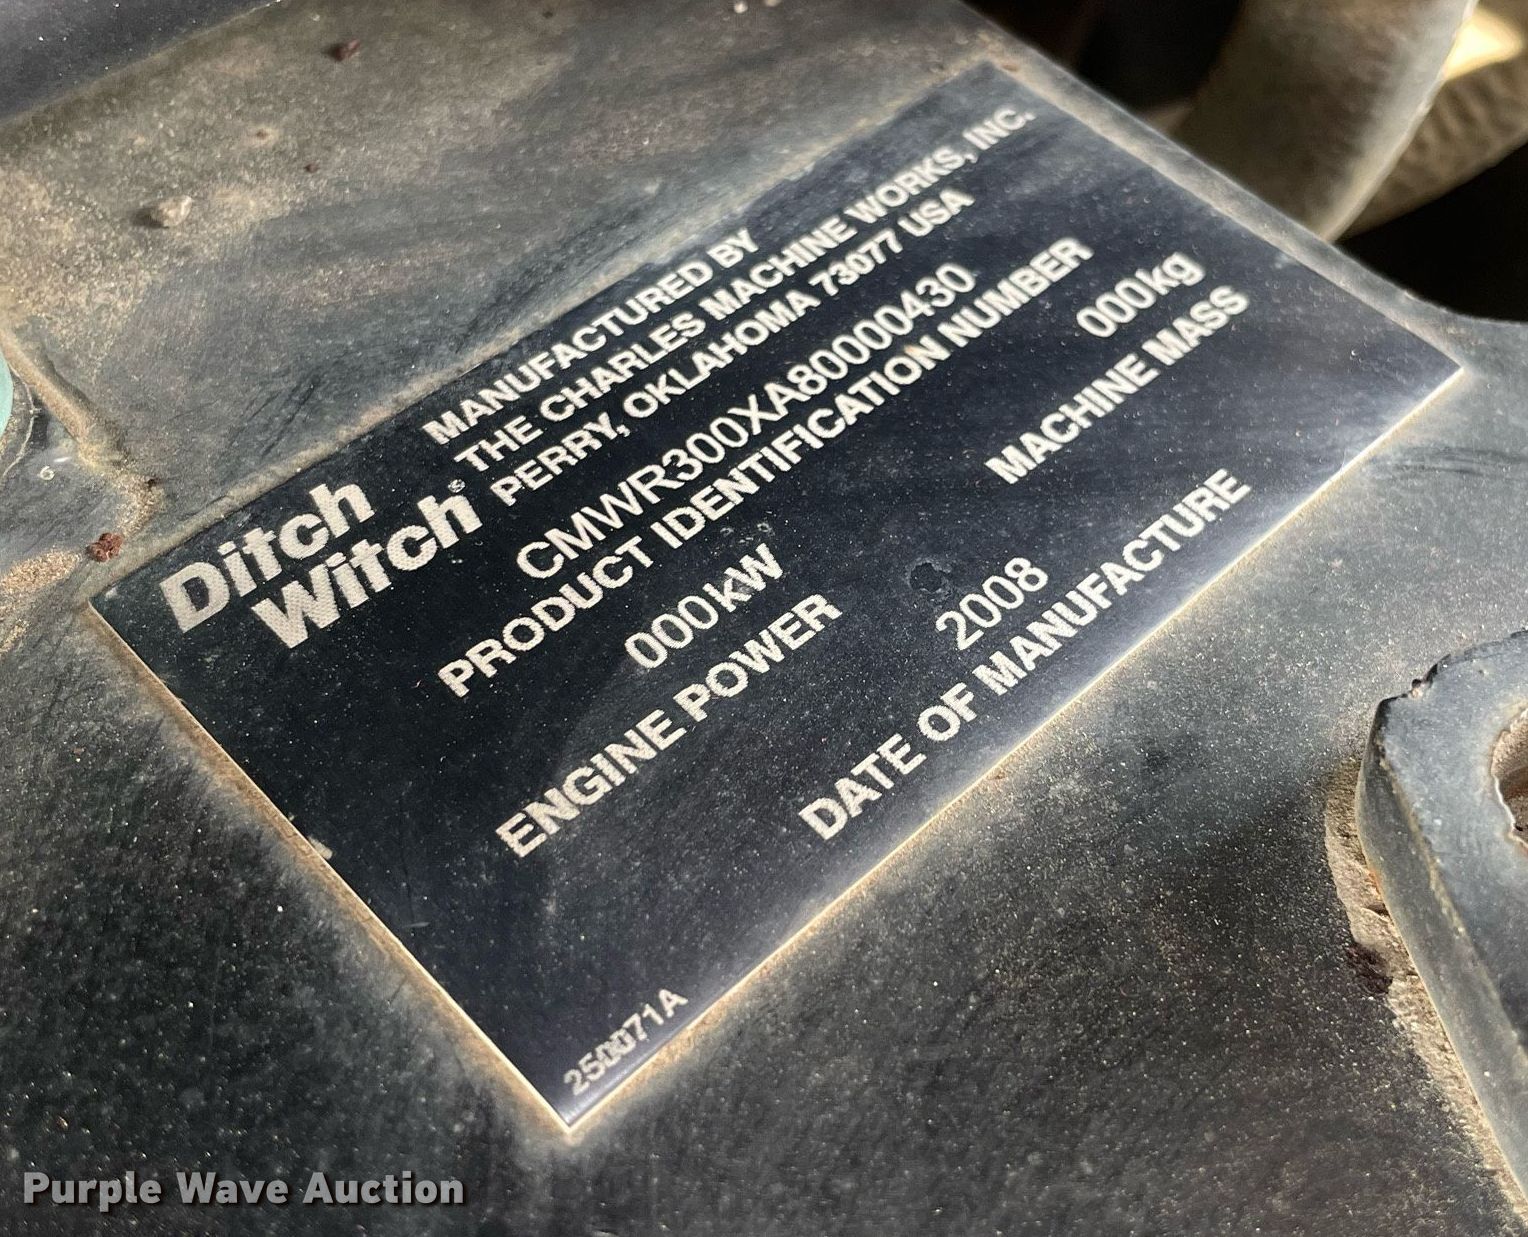 Ditch
Witch®
MANUFACTURED BY
THE CHARLES MACHINE WORKS, INC.
PERRY, OKLAHOMA 73077 USA
CMWR300XA80000430
PRODUCT IDENTIFICATION NUMBER
000kW
ENGINE POWER
000kg
MACHINE MASS
2008
DATE OF MANUFACTURE
250071A
Purple Wave Auction